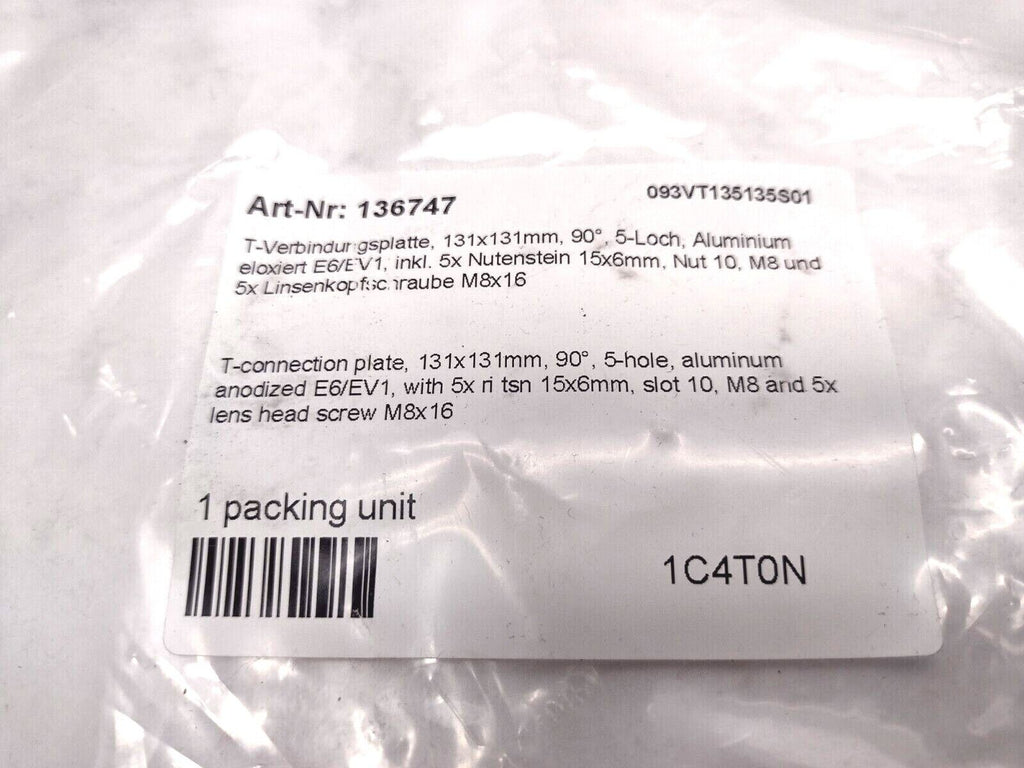 Art-Nr: 136747
093VT135135S01
T-Verbindungsplatte, 131x131mm, 90°, 5-Loch, Aluminium
eloxiert E6/EV1, inkl. 5x Nutenstein 15x6mm, Nut 10, M8 und
5x Linsenkopfschraube M8x16
T-connection plate, 131x131mm, 90°, 5-hole, aluminum
anodized E6/EV1, with 5x 15x6mm, slot 10, M8 and 5x
lens head screw M8x16
1 packing unit
1C4T0N